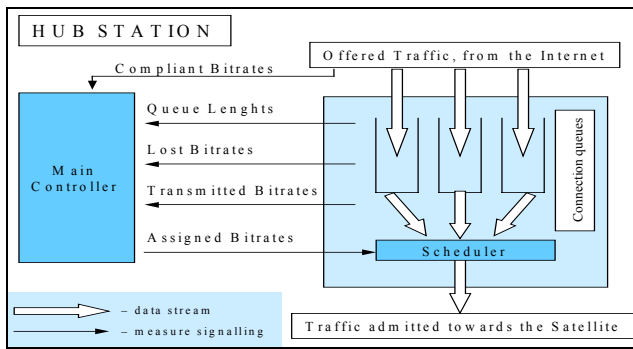 HUB STATION
Offered Traffic, from the Internet
Compliant Bitrates
Queue Lenghts
Lost Bitrates
Transmitted Bitrates
Assigned Bitrates
Main
Controller
Connection queues
Scheduler
– data stream
– measure signalling
Traffic admitted towards the Satellite